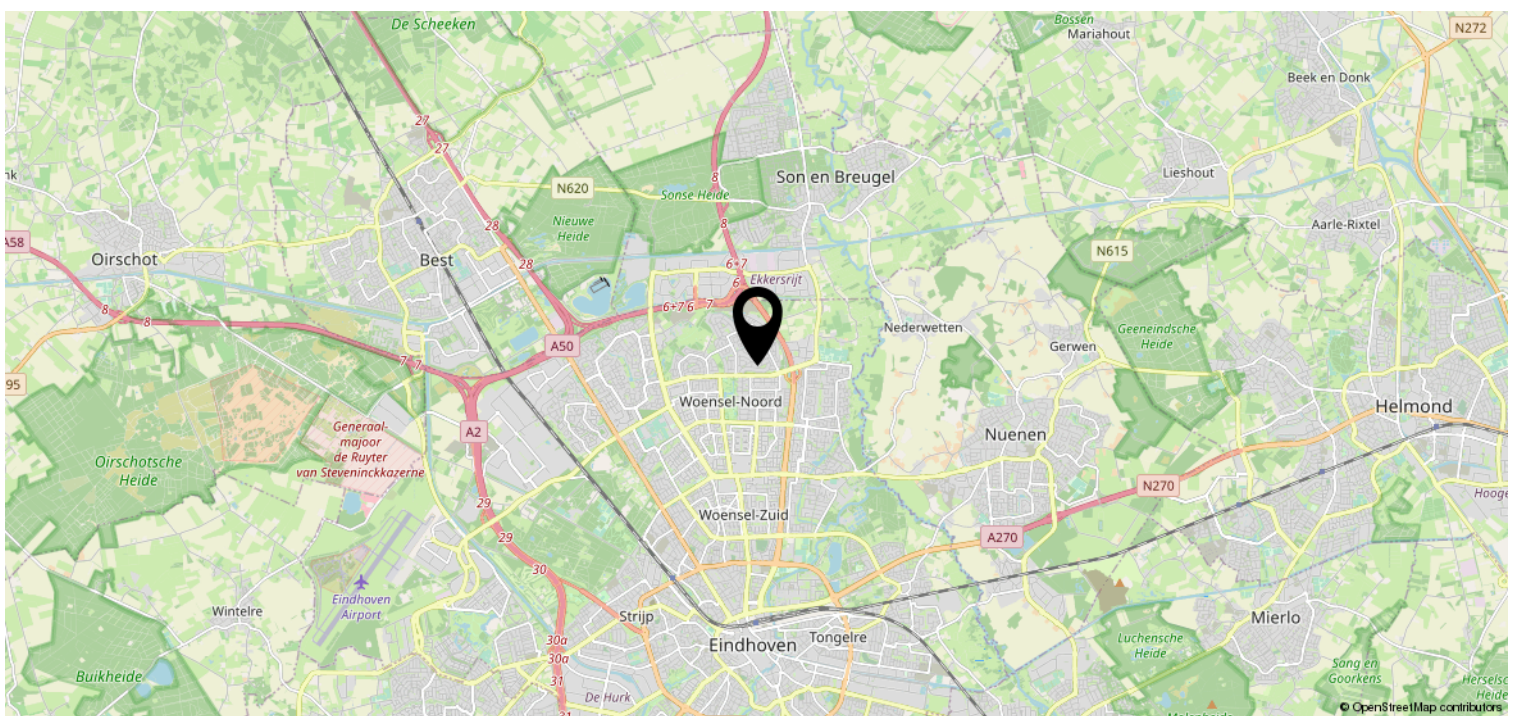 De Scheeken
Bossen
Mariahout
N272
Beek en Donk
27
27
8
N620
Sonse Heide
Son en Breugel
Lieshout
nk
Nieuwe
Heide
28
8
Aarle-Rixtel
A58
Oirschot
Best
28
6+7
6
Ekkersrijt
N615
8
8
6+7
6
7
Nederwetten
Geeneindsche
Heide
Gerwen
A50
7
7
95
Woensel-Noord
Helmond
Generaal-
majoor
de Ruyter
van Steveninckkazerne
A2
Nuenen
Oirschotsche
Heide
N270
Hooge
29
Woensel-Zuid
29
A270
30
Eindhoven
Airport
Wintelre
Strijp
Eindhoven
Tongelre
Mierlo
30a
30a
Luchensche
Heide
Buikheide
31
De Hurk
Sang en
Goorkens
Herselse
Heide
31
© OpenStreetMap contributors